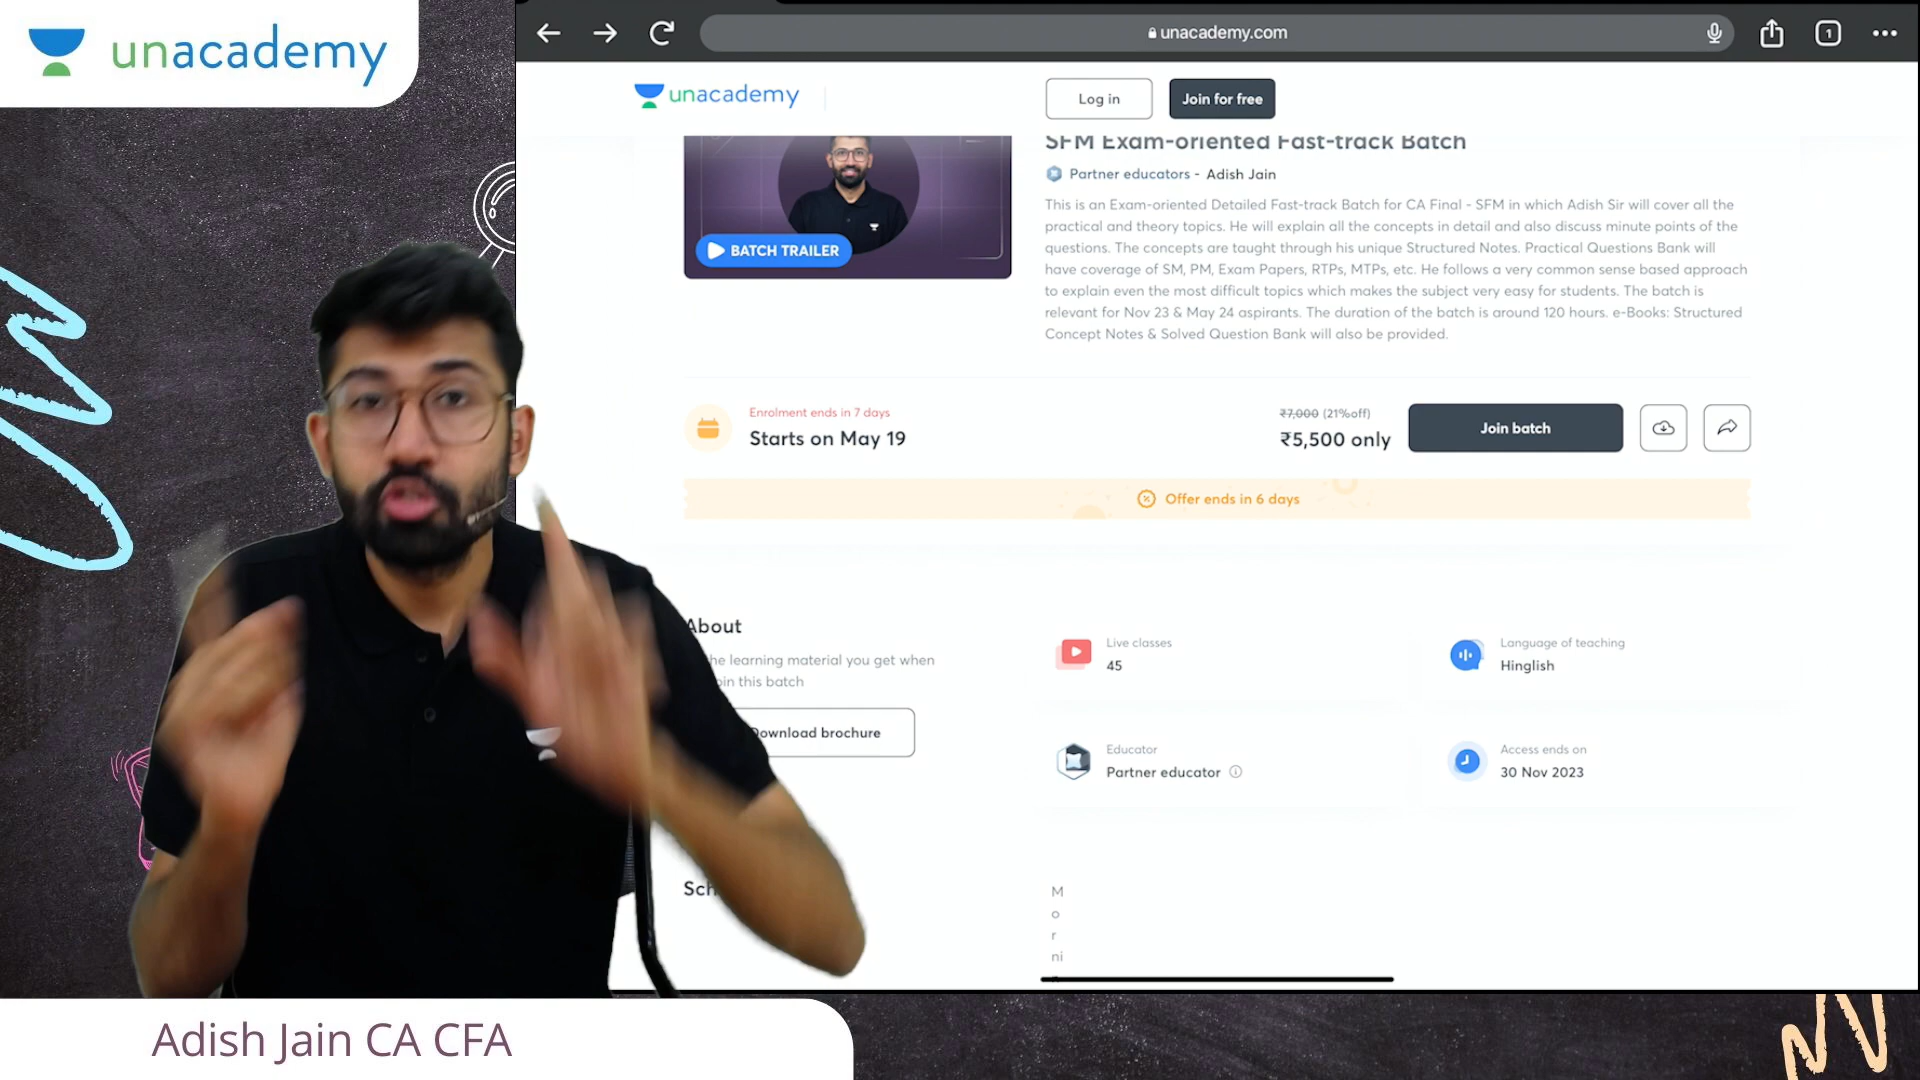 unacademy
unacademy.com
1
unacademy
Log in
Join for free
SFM Exam-oriented Fast-track Batch
Partner educators - Adish Jain
This is an Exam-oriented Detailed Fast-track Batch for CA Final - SFM in which Adish Sir will cover all the
practical and theory topics. He will explain all the concepts in detail and also discuss minute points of the
questions. The concepts are taught through his unique Structured Notes. Practical Questions Bank will
have coverage of SM, PM, Exam Papers, RTPs, MTPs, etc. He follows a very common sense based approach
to explain even the most difficult topics which makes the subject very easy for students. The batch is
relevant for Nov 23 & May 24 aspirants. The duration of the batch is around 120 hours. e-Books: Structured
Concept Notes & Solved Question Bank will also be provided.
BATCH TRAILER
Enrolment ends in 7 days
Starts on May 19
₹7,000 (21%off)
₹5,500 only
Join batch
Offer ends in 6 days
About
he learning material you get when
oin this batch
Download brochure
Live classes
45
Language of teaching
Hinglish
Educator
Partner educator
Access ends on
30 Nov 2023
Sch
M
o
r
ni
Adish Jain CA CFA